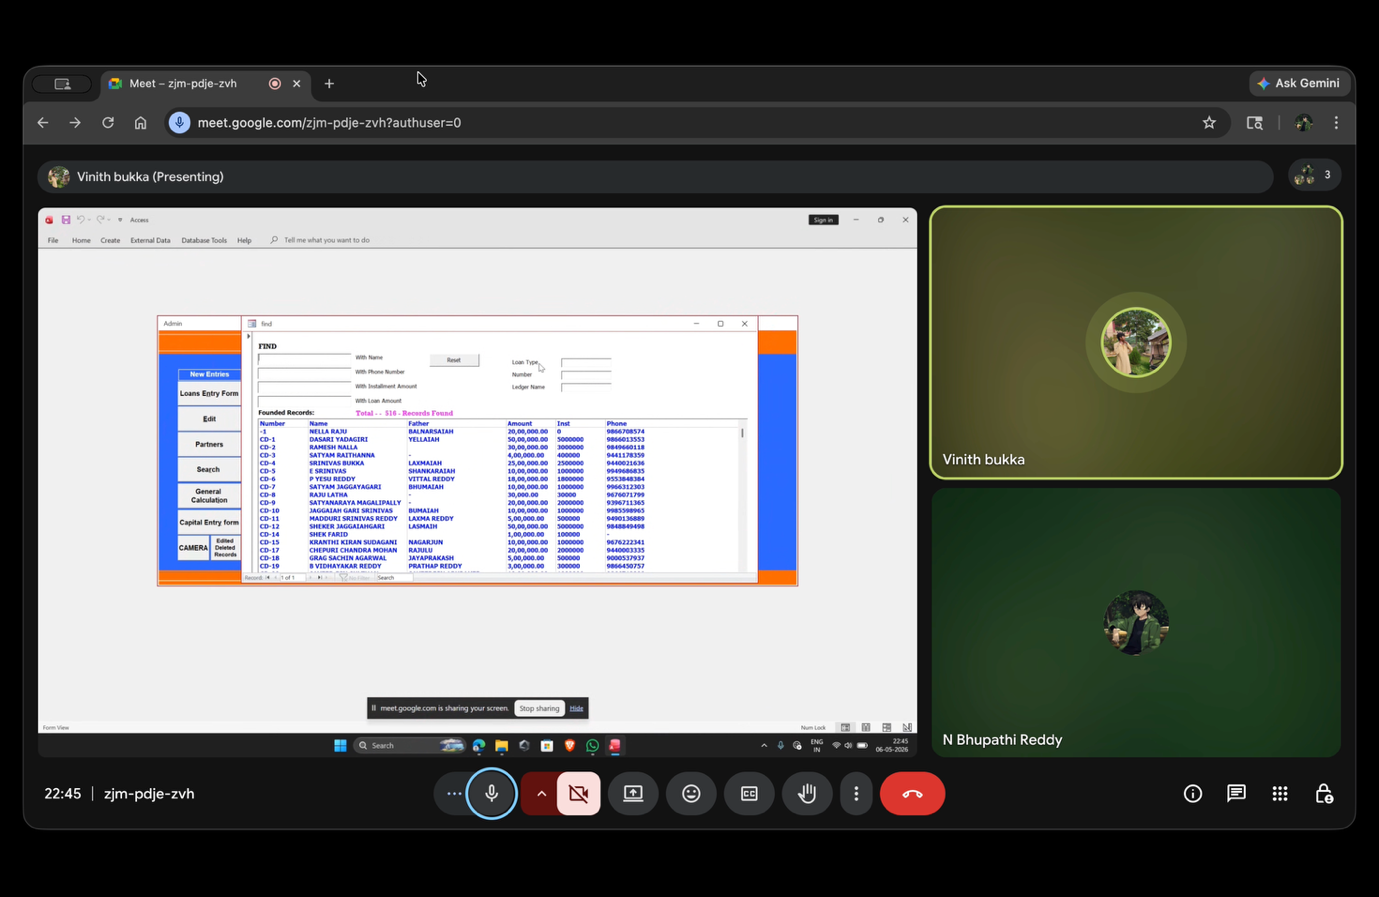 Meet – zjm-pdje-zvh
Ask Gemini
meet.google.com/zjm-pdje-zvh?authuser=0
Vinith bukka (Presenting)
3
Access
Sign in
File Home Create External Data Database Tools Help Tell me what you want to do
Admin
find
FIND
With Name
Reset
Loan Type
With Phone Number
Number
With Installment Amount
Ledger Name
With Loan Amount
New Entries
Loans Entry Form
Edit
Partners
Search
General Calculation
Capital Entry form
CAMERA
Edited Deleted Records
Founded Records: Total - - 516 - Records Found
Number Name Father Amount Inst Phone
-1 NELLA RAJU BALNARSAIAH 20,00,000.00 0 9866708574
CD-1 DASARI YADAGIRI YELLAIAH 50,00,000.00 5000000 9866013553
CD-2 RAMESH NALLA 30,00,000.00 3000000 9849660118
CD-3 SATYAM RAITHANNA - 4,00,000.00 400000 9441178359
CD-4 SRINIVAS BUKKA LAXMAIAH 25,00,000.00 2500000 9440021636
CD-5 E SRINIVAS SHANKARAIAH 10,00,000.00 1000000 9949686835
CD-6 P YESU REDDY VITTAL REDDY 18,00,000.00 1800000 9553848384
CD-7 SATYAM JAGGAYAGARI BHUMAIAH 10,00,000.00 1000000 9966312303
CD-8 RAJU LATHA - 30,000.00 30000 9676071799
CD-9 SATYANARAYA MAGALIPALLY - 20,00,000.00 2000000 9396711365
CD-10 JAGGAIAH GARI SRINIVAS BUMAIAH 10,00,000.00 1000000 9985598965
CD-11 MADDURI SRINIVAS REDDY LAXMA REDDY 5,00,000.00 500000 9490136889
CD-12 SHEKER JAGGAIAHGARI LASMAIH 50,00,000.00 5000000 9848849498
CD-14 SHEK FARID 1,00,000.00 100000 -
CD-15 KRANTHI KIRAN SUDAGANI NAGARJUN 10,00,000.00 1000000 9676222341
CD-17 CHEPURI CHANDRA MOHAN RAJULU 20,00,000.00 2000000 9440003335
CD-18 GRAG SACHIN AGARWAL JAYAPRAKASH 5,00,000.00 500000 9000537937
CD-19 B VIDHYAKAR REDDY PRATHAP REDDY 3,00,000.00 300000 9866450757
Record: 1 of 1 No Filter Search
meet.google.com is sharing your screen. Stop sharing Hide
Form View
Num Lock
Search
ENG
IN
22:45
06-05-2026
Vinith bukka
N Bhupathi Reddy
22:45 | zjm-pdje-zvh
CC